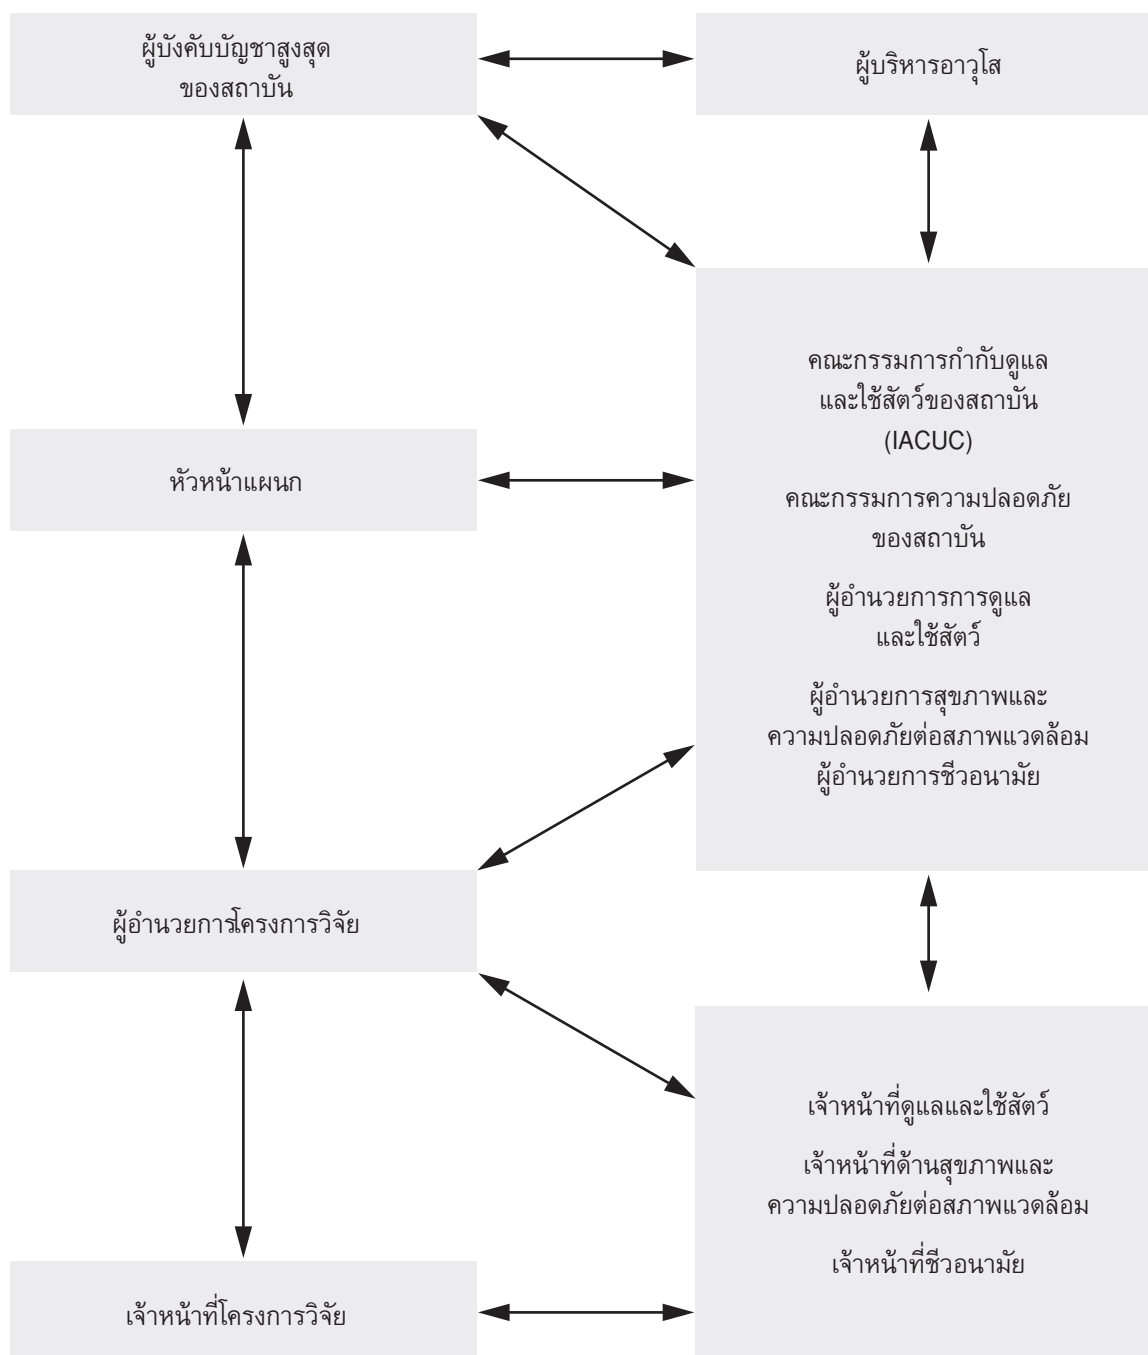 ผู้บังคับบัญชาสูงสุด
ของสถาบัน
ผู้บริหารอาวุโส
คณะกรรมการกำกับดูแล
และใช้สัตว์ของสถาบัน
(IACUC)
หัวหน้าแผนก
คณะกรรมการความปลอดภัย
ของสถาบัน
ผู้อำนวยการการดูแล
และใช้สัตว์
ผู้อำนวยการสุขภาพและ
ความปลอดภัยต่อสภาพแวดล้อม
ผู้อำนวยการชีวอนามัย
ผู้อำนวยการโครงการวิจัย
เจ้าหน้าที่ดูแลและใช้สัตว์
เจ้าหน้าที่ด้านสุขภาพและ
ความปลอดภัยต่อสภาพแวดล้อม
เจ้าหน้าที่ชีวอนามัย
เจ้าหน้าที่โครงการวิจัย